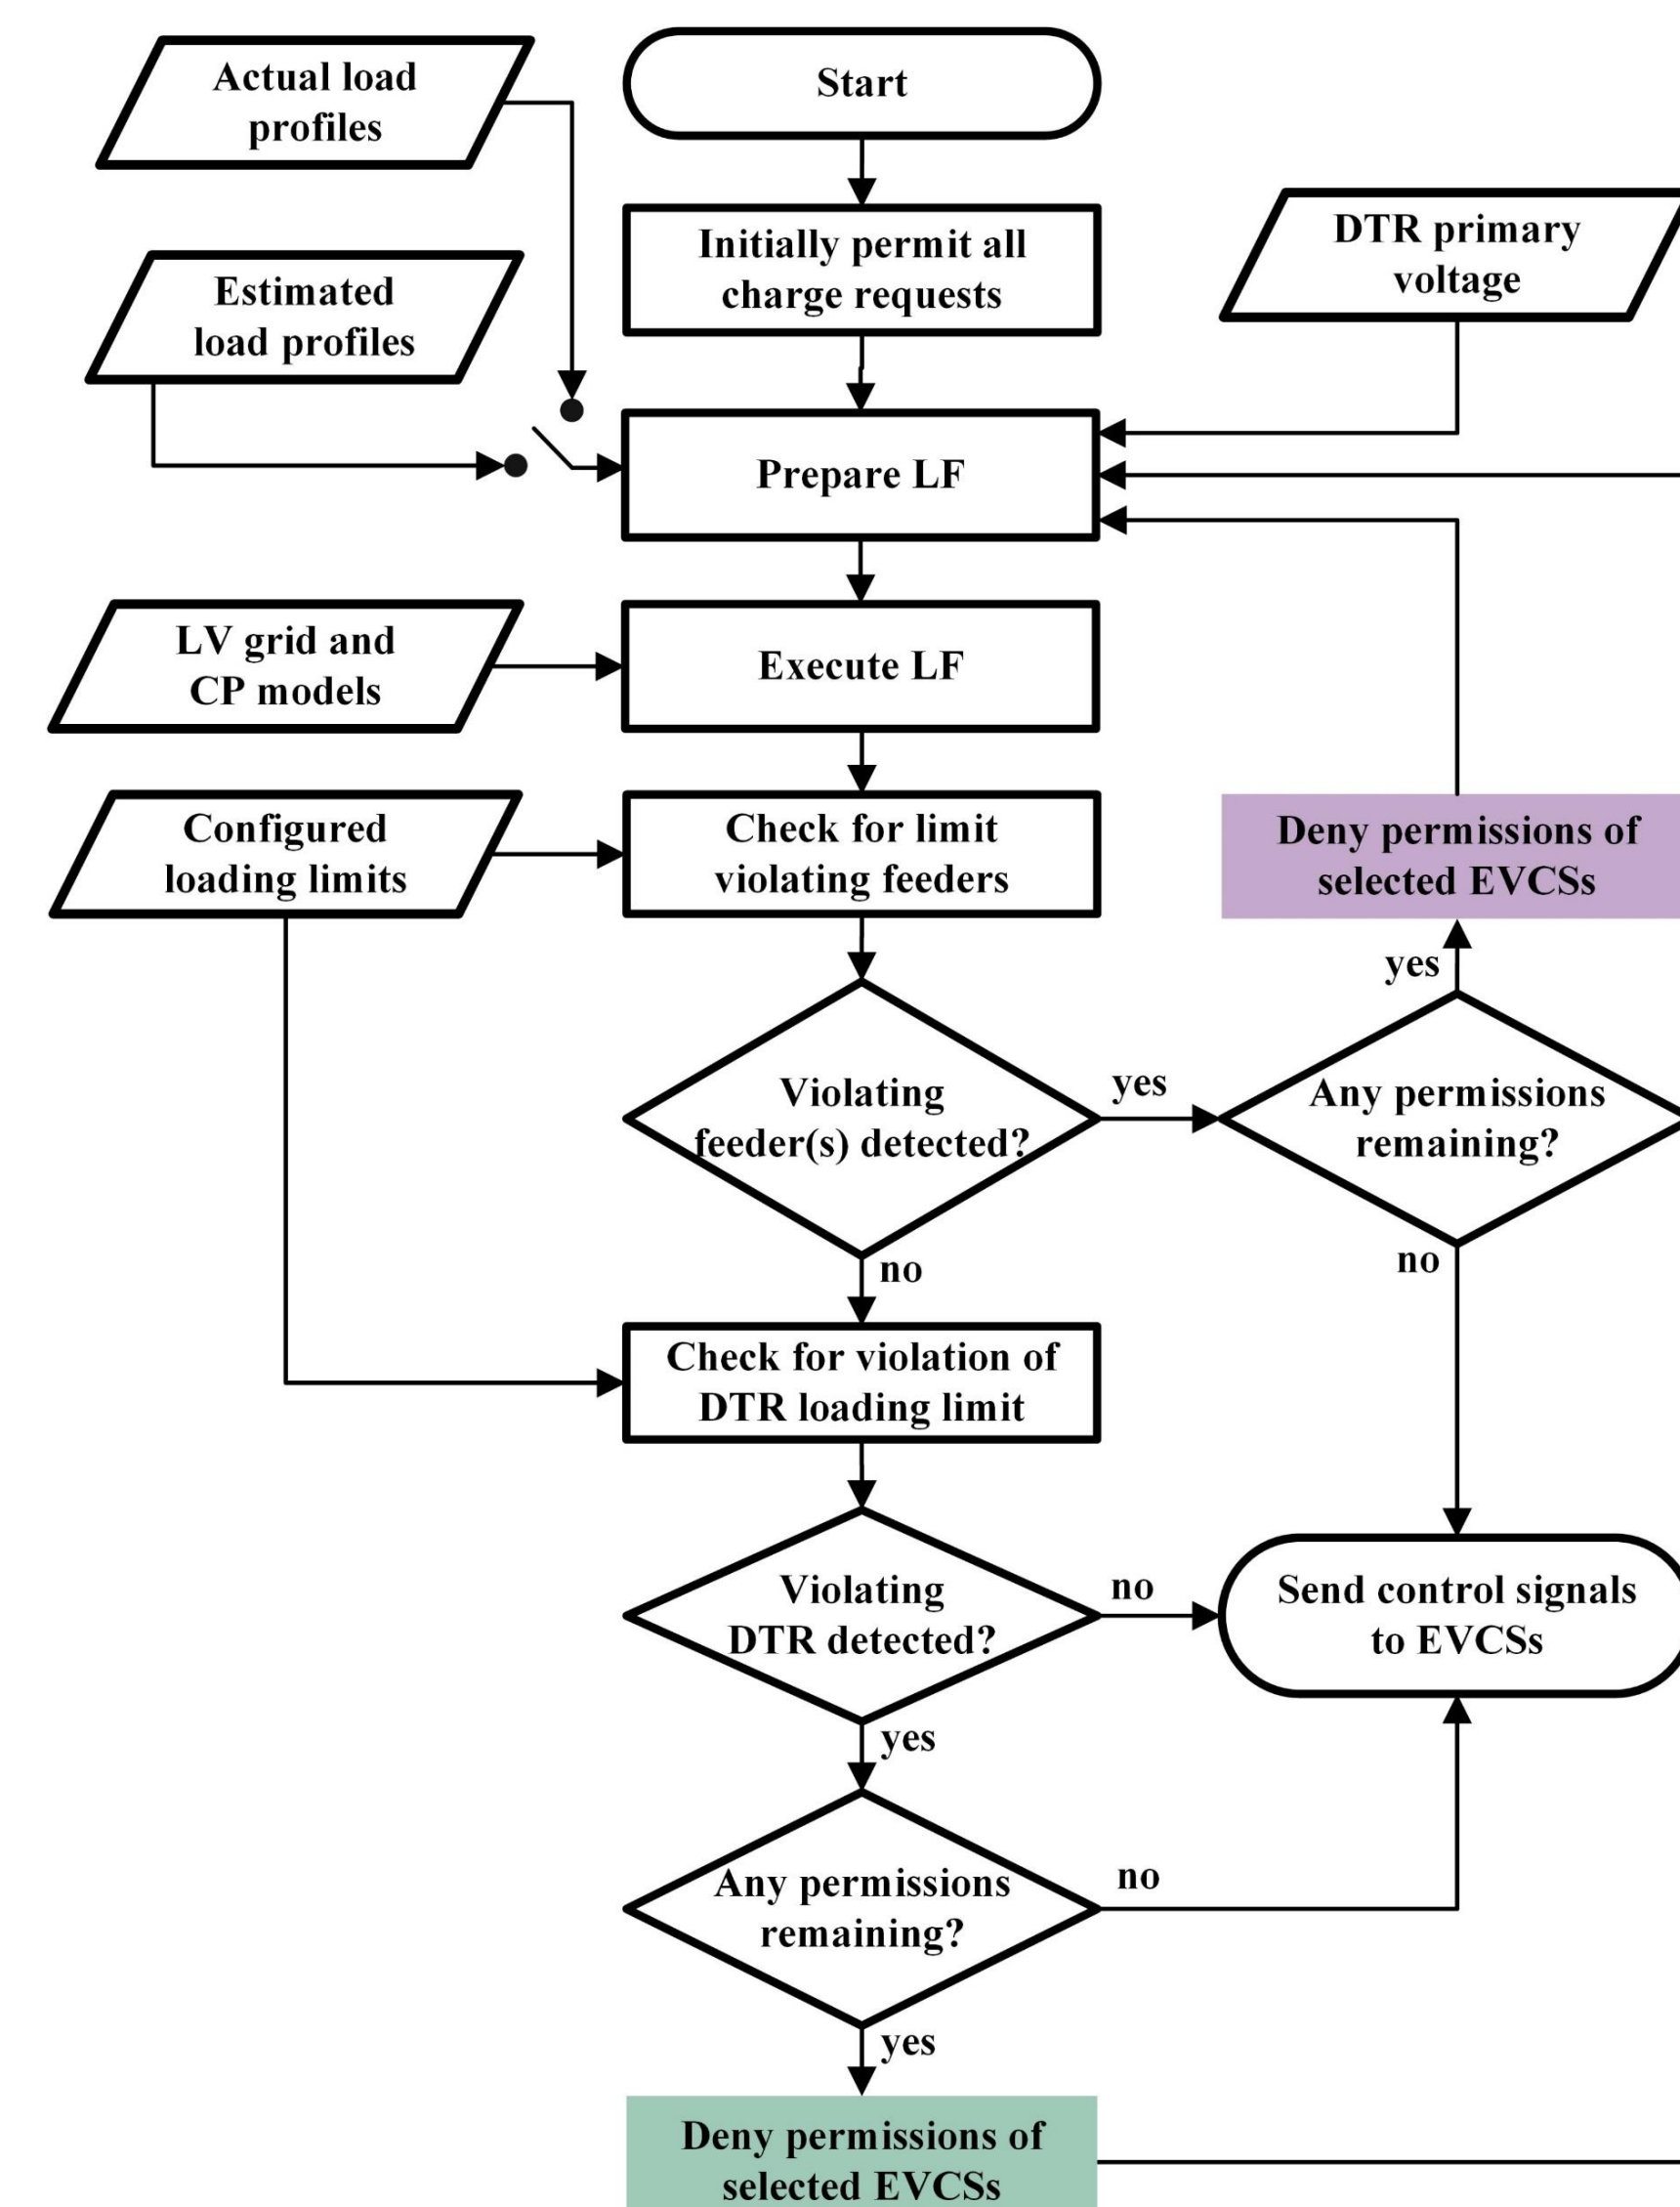 Actual load
profiles
Start
Initially permit all
charge requests
DTR primary
voltage
Estimated
load profiles
Prepare LF
LV grid and
CP models
Execute LF
Configured
loading limits
Check for limit
violating feeders
Deny permissions of
selected EVCSs
yes
Violating
feeder(s) detected?
yes
Any permissions
remaining?
no
no
Check for violation of
DTR loading limit
Violating
DTR detected?
no
Send control signals
to EVCSs
yes
Any permissions
remaining?
no
yes
Deny permissions of
selected EVCSs